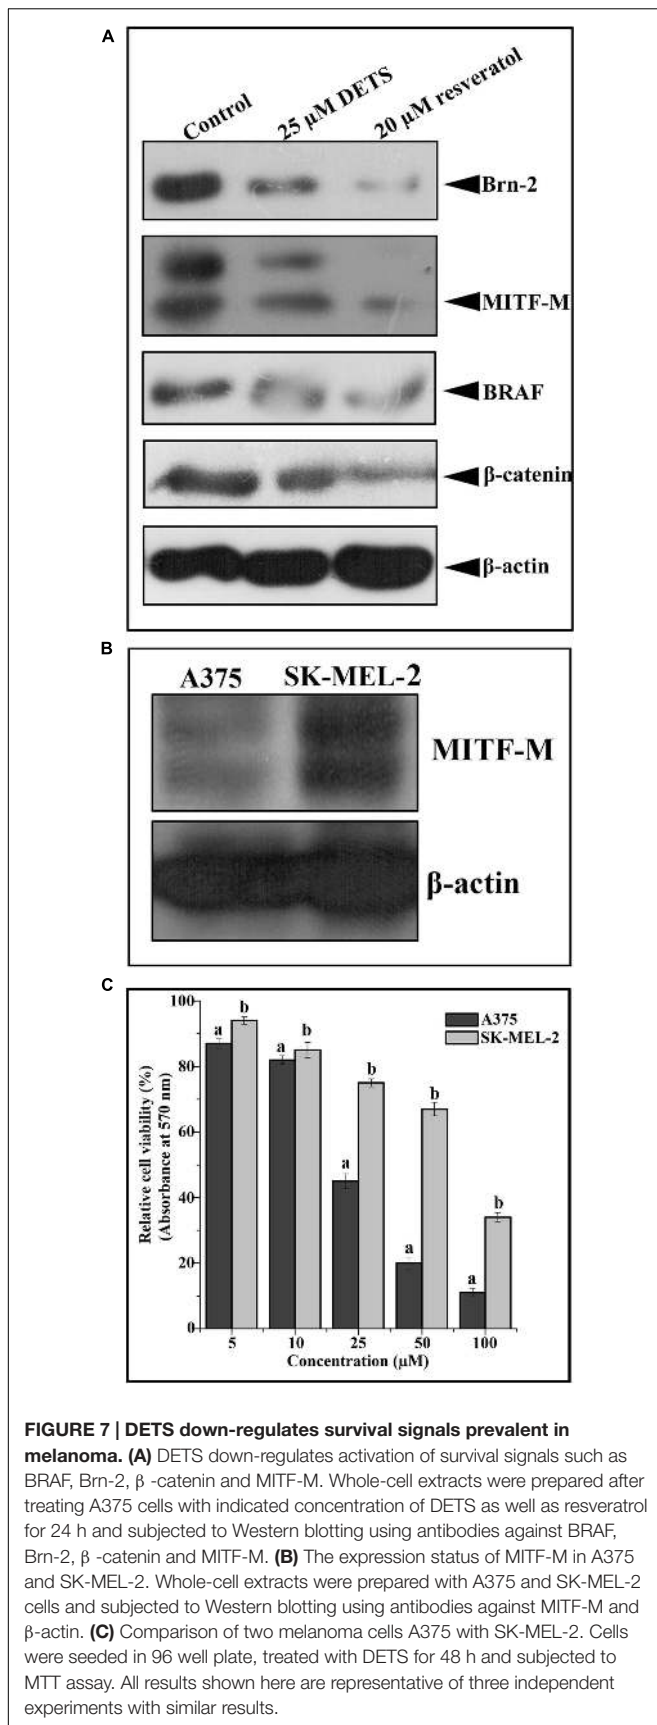 A
Control 25 μM DETS 20 μM resveratol
Brn-2
MITF-M
BRAF
β-catenin
β-actin
B
A375 SK-MEL-2
MITF-M
β-actin
C
Relative cell viability (%)
(Absorbance at 570 nm)
100
80
60
40
20
0
A375
SK-MEL-2
a b a b a b a b a b
5 10 25 50 100
Concentration (μM)
FIGURE 7 | DETS down-regulates survival signals prevalent in
melanoma. (A) DETS down-regulates activation of survival signals such as
BRAF, Brn-2, β -catenin and MITF-M. Whole-cell extracts were prepared after
treating A375 cells with indicated concentration of DETS as well as resveratrol
for 24 h and subjected to Western blotting using antibodies against BRAF,
Brn-2, β -catenin and MITF-M. (B) The expression status of MITF-M in A375
and SK-MEL-2. Whole-cell extracts were prepared with A375 and SK-MEL-2
cells and subjected to Western blotting using antibodies against MITF-M and
β-actin. (C) Comparison of two melanoma cells A375 with SK-MEL-2. Cells
were seeded in 96 well plate, treated with DETS for 48 h and subjected to
MTT assay. All results shown here are representative of three independent
experiments with similar results.